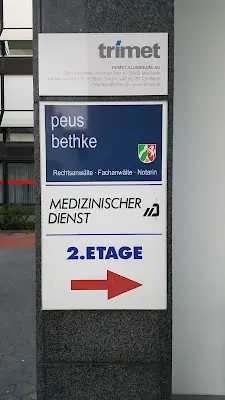 trimet
TRIMET ALUMINIUM AG
peus
bethke
Rechtsanwälte · Fachanwälte · Notarin
MEDIZINISCHER
DIENST
2.ETAGE